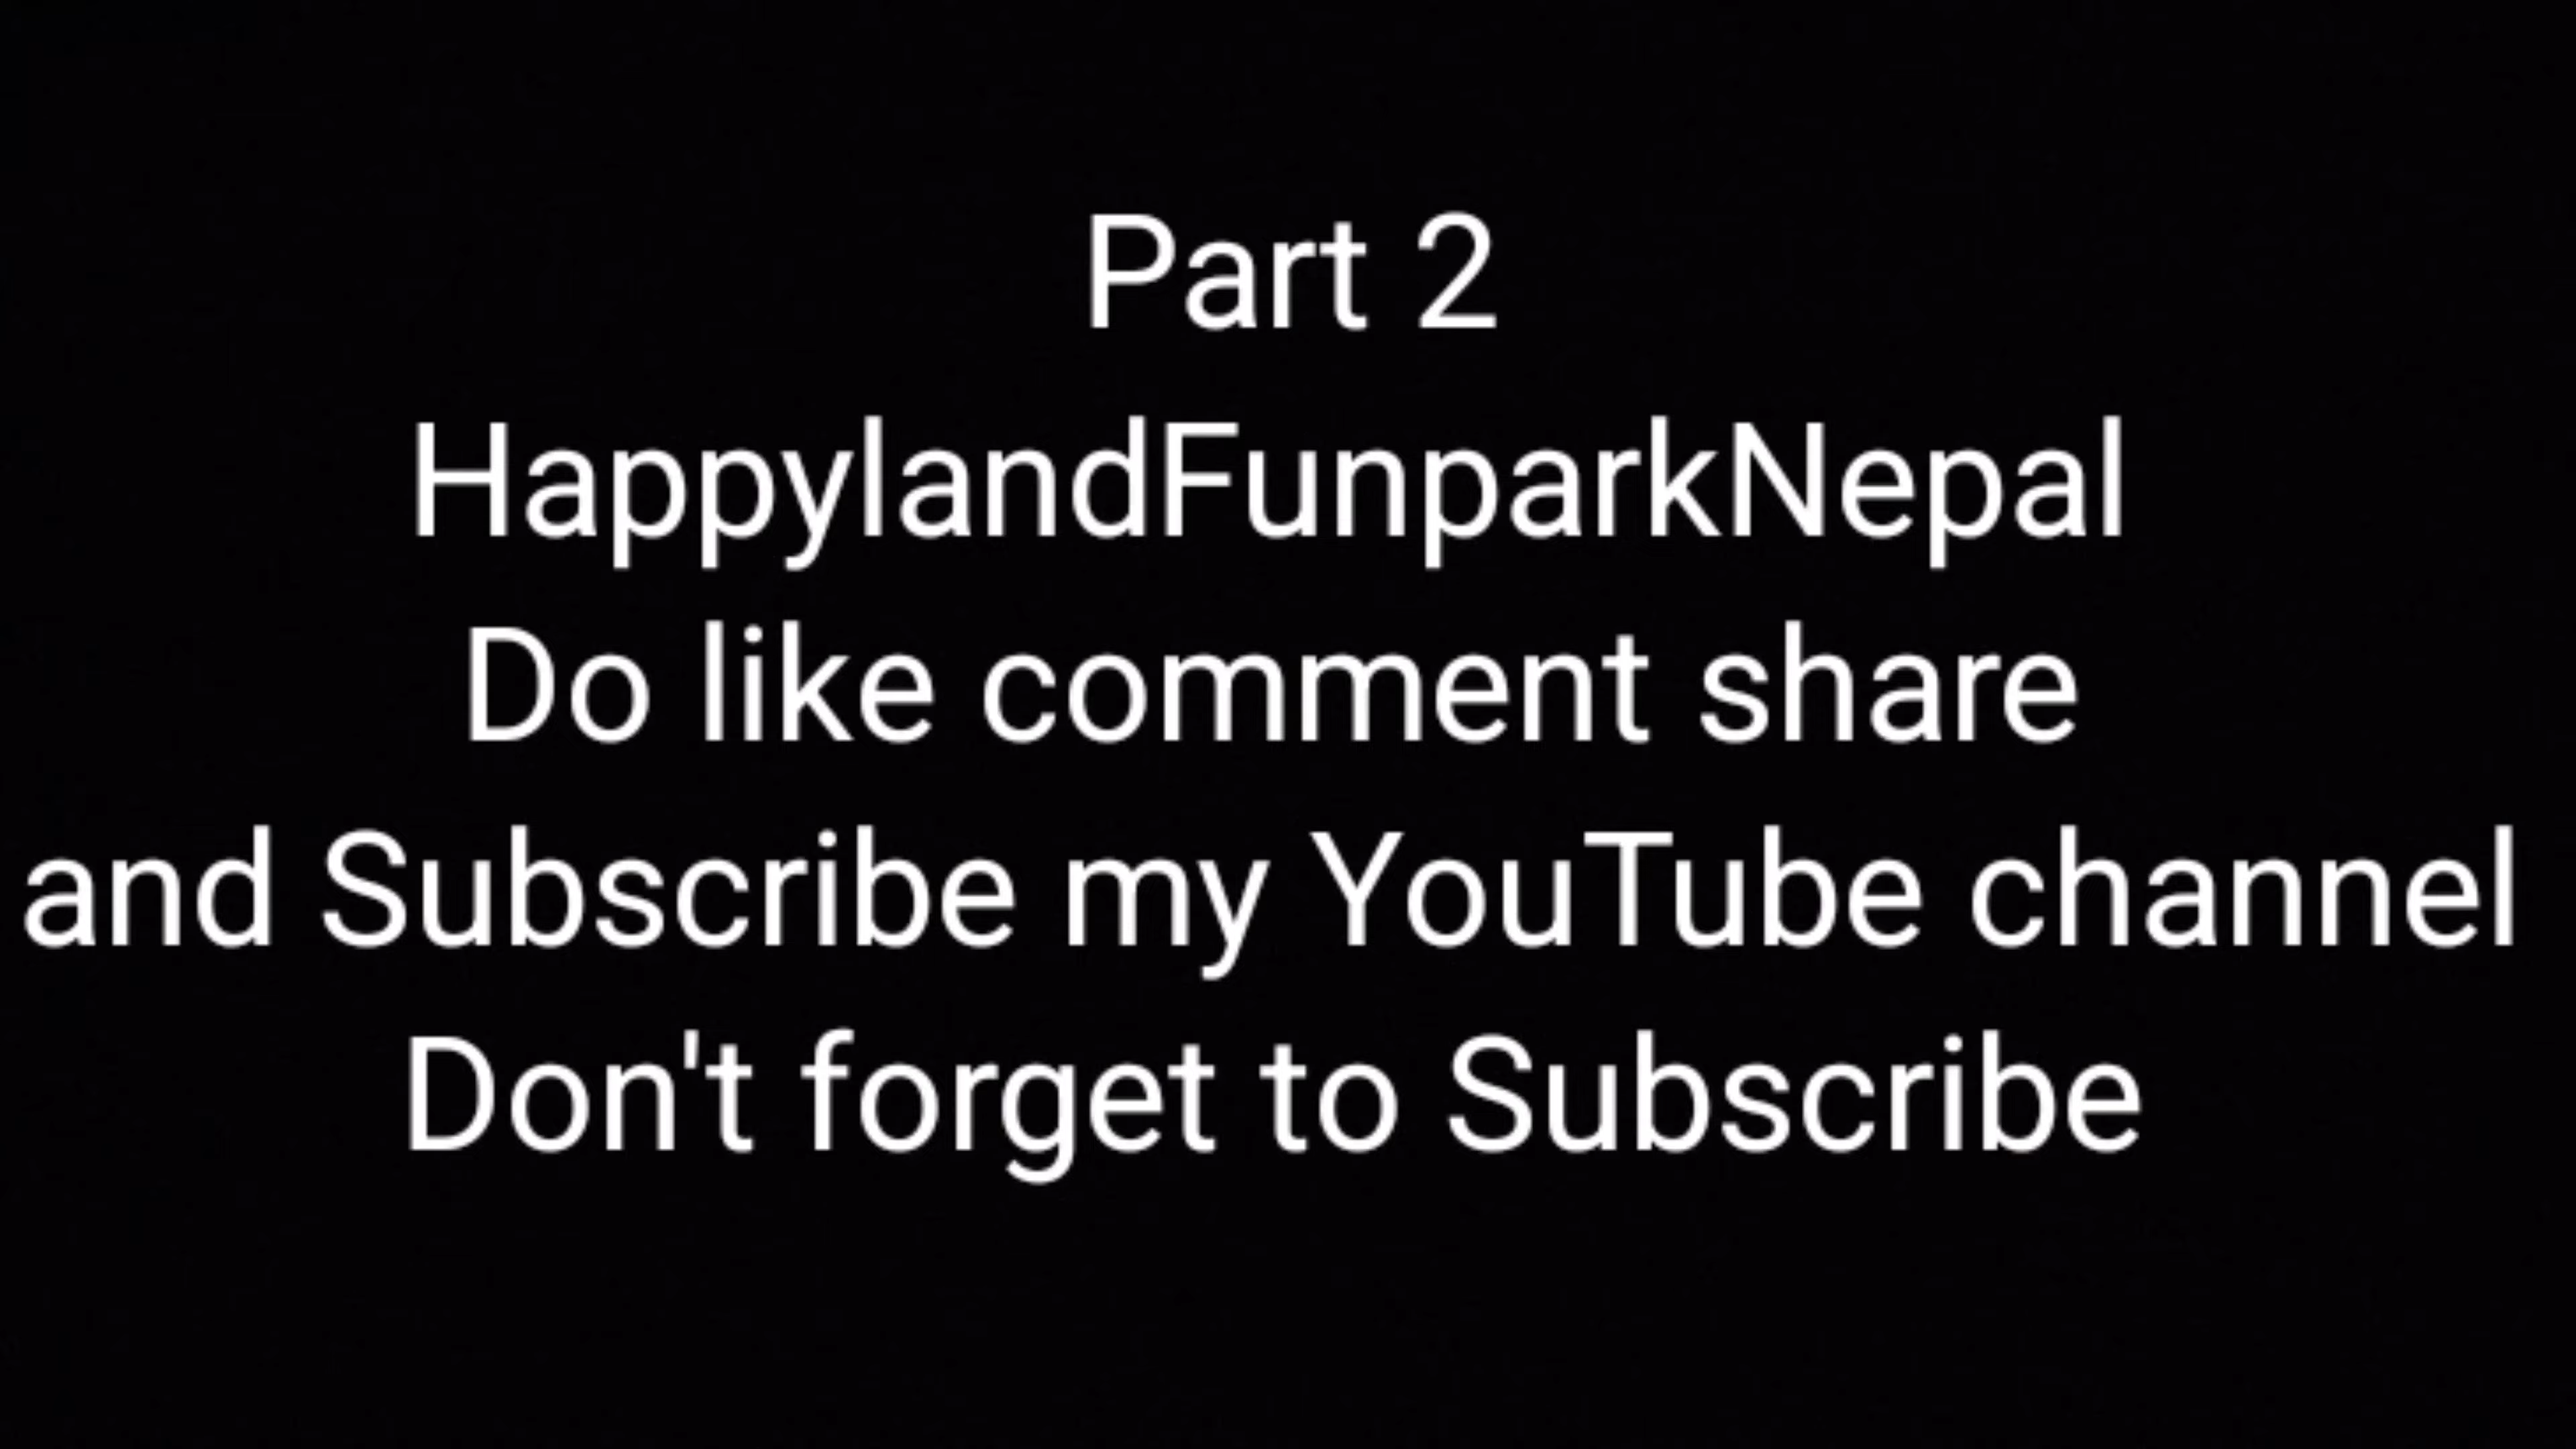 Part 2
HappylandFunparkNepal
Do like comment share
and Subscribe my YouTube channel
Don't forget to Subscribe